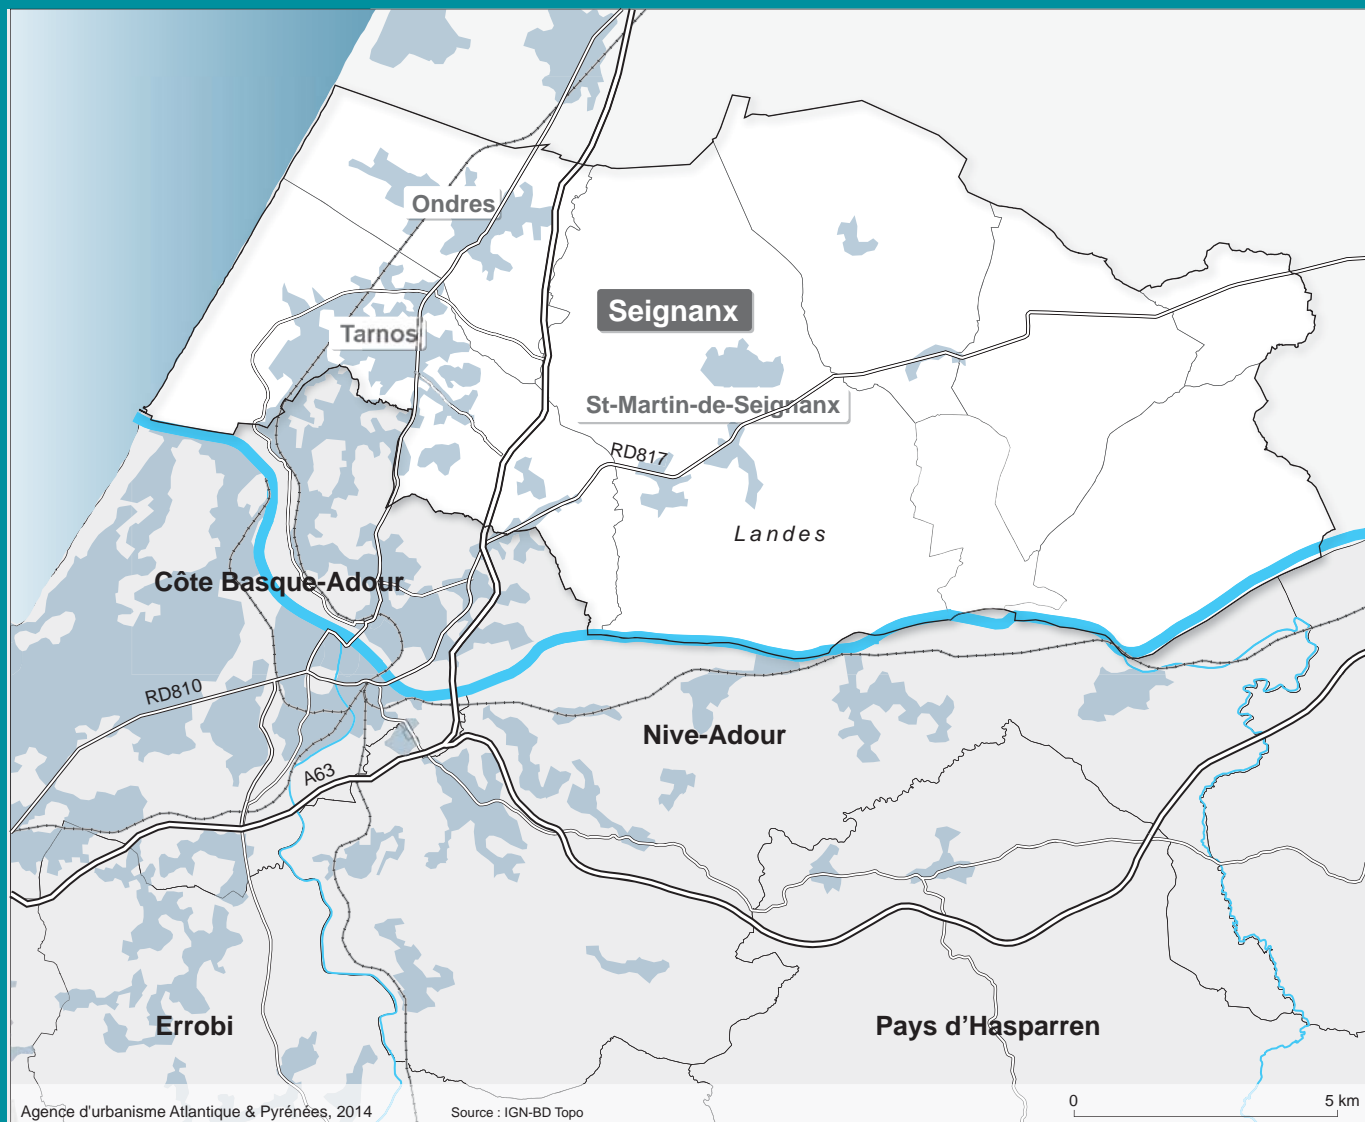 Ondres
Seignanx
Tarnos
St-Martin-de-Seignanx
RD817
Landes
Côte Basque-Adour
RD810
Nive-Adour
A63
Errobi
Pays d'Hasparren
Agence d'urbanisme Atlantique & Pyrénées, 2014
Source : IGN-BD Topo
0
5 km